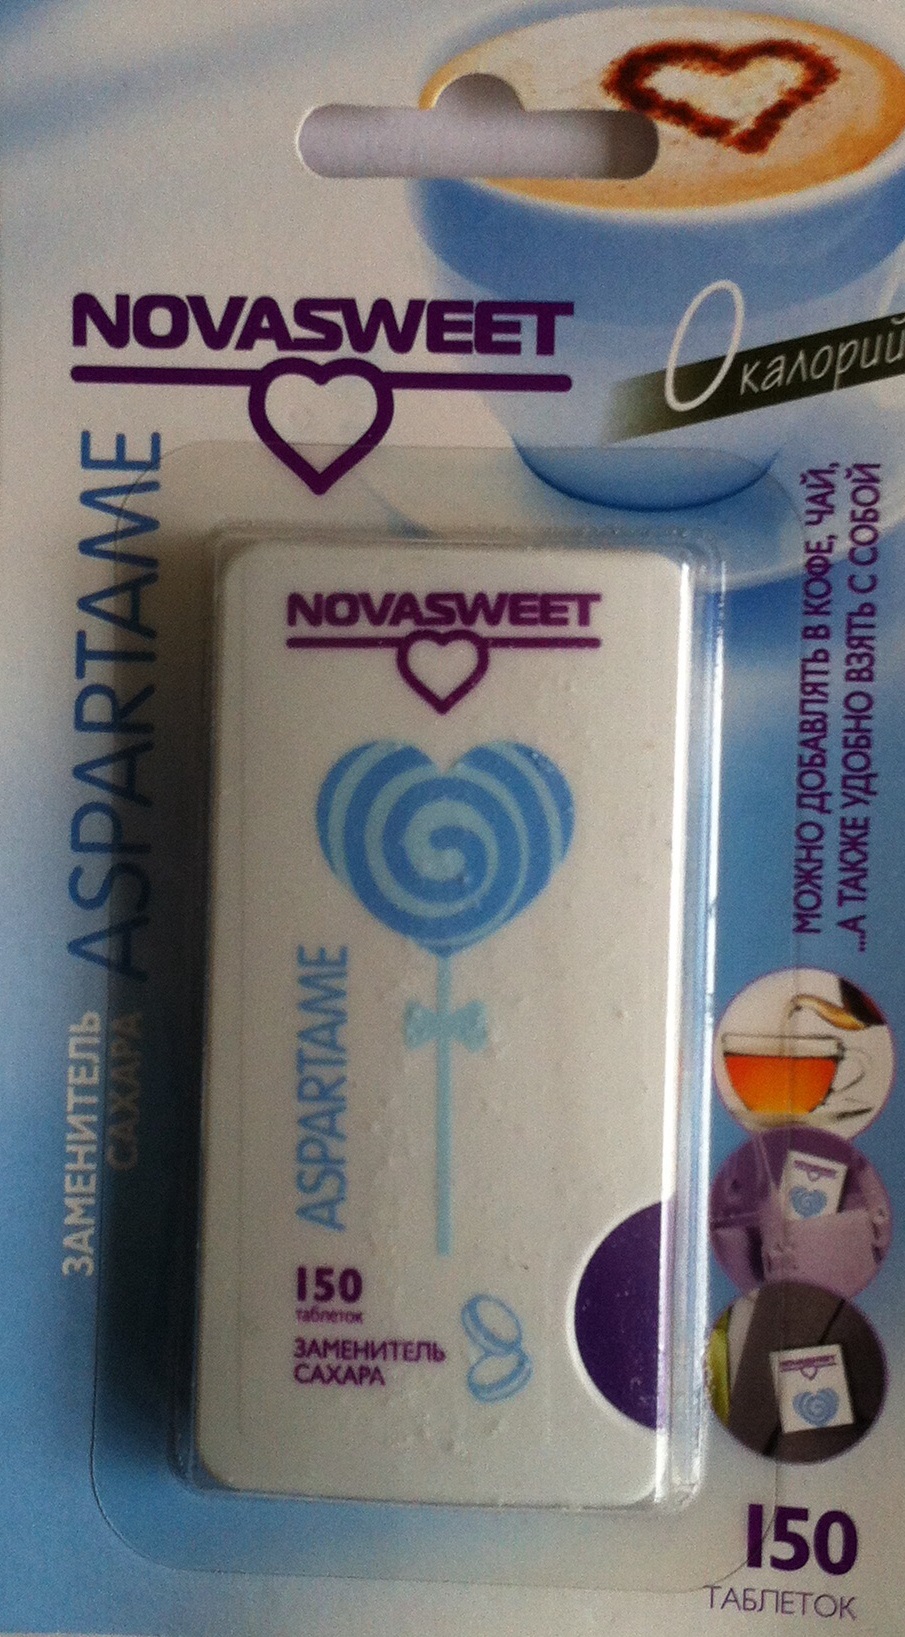 NOVASWEET
0 калорий
ASPARTAME
ЗАМЕНИТЕЛЬ
САХАРА
МОЖНО ДОБАВЛЯТЬ В КОФЕ, ЧАЙ,
...А ТАКЖЕ УДОБНО ВЗЯТЬ С СОБОЙ
NOVASWEET
ASPARTAME
150
таблеток
ЗАМЕНИТЕЛЬ
САХАРА
NOVASWEET
150
ТАБЛЕТОК